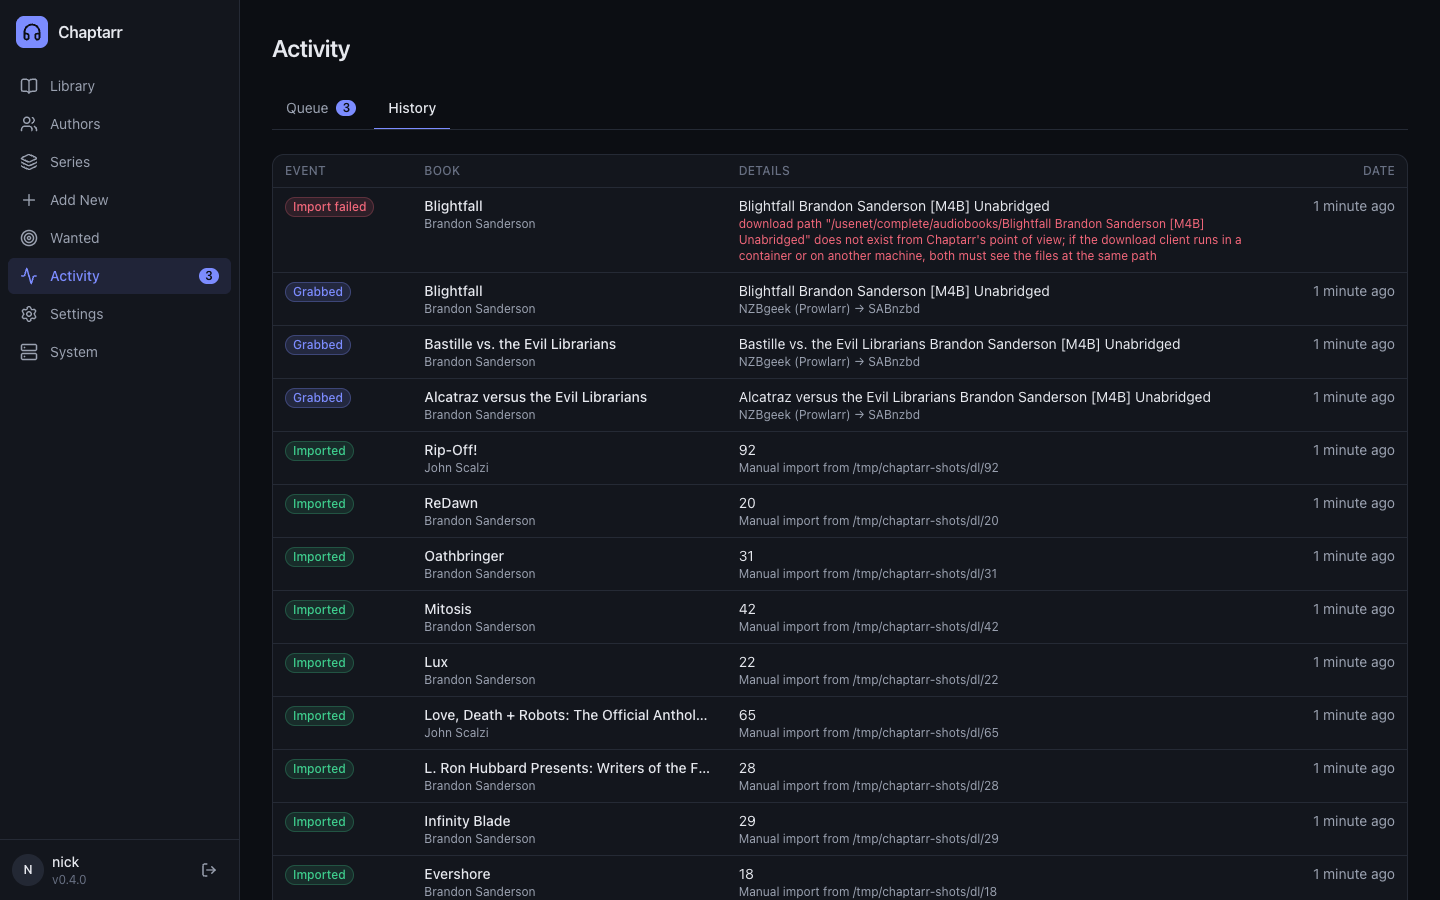 Chaptarr
Library
Authors
Series
Add New
Wanted
Activity 3
Settings
System
N
nick
v0.4.0
Activity
Queue 3 History
EVENT BOOK DETAILS DATE
Import failed Blightfall Blightfall Brandon Sanderson [M4B] Unabridged 1 minute ago
Brandon Sanderson download path "/usenet/complete/audiobooks/Blightfall Brandon Sanderson [M4B]
Unabridged" does not exist from Chaptarr's point of view; if the download client runs in a
container or on another machine, both must see the files at the same path
Grabbed Blightfall Blightfall Brandon Sanderson [M4B] Unabridged 1 minute ago
Brandon Sanderson NZBgeek (Prowlarr) → SABnzbd
Grabbed Bastille vs. the Evil Librarians Bastille vs. the Evil Librarians Brandon Sanderson [M4B] Unabridged 1 minute ago
Brandon Sanderson NZBgeek (Prowlarr) → SABnzbd
Grabbed Alcatraz versus the Evil Librarians Alcatraz versus the Evil Librarians Brandon Sanderson [M4B] Unabridged 1 minute ago
Brandon Sanderson NZBgeek (Prowlarr) → SABnzbd
Imported Rip-Off! 92 1 minute ago
John Scalzi Manual import from /tmp/chaptarr-shots/dl/92
Imported ReDawn 20 1 minute ago
Brandon Sanderson Manual import from /tmp/chaptarr-shots/dl/20
Imported Oathbringer 31 1 minute ago
Brandon Sanderson Manual import from /tmp/chaptarr-shots/dl/31
Imported Mitosis 42 1 minute ago
Brandon Sanderson Manual import from /tmp/chaptarr-shots/dl/42
Imported Lux 22 1 minute ago
Brandon Sanderson Manual import from /tmp/chaptarr-shots/dl/22
Imported Love, Death + Robots: The Official Anthol... 65 1 minute ago
John Scalzi Manual import from /tmp/chaptarr-shots/dl/65
Imported L. Ron Hubbard Presents: Writers of the F... 28 1 minute ago
Brandon Sanderson Manual import from /tmp/chaptarr-shots/dl/28
Imported Infinity Blade 29 1 minute ago
Brandon Sanderson Manual import from /tmp/chaptarr-shots/dl/29
Imported Evershore 18 1 minute ago
Brandon Sanderson Manual import from /tmp/chaptarr-shots/dl/18